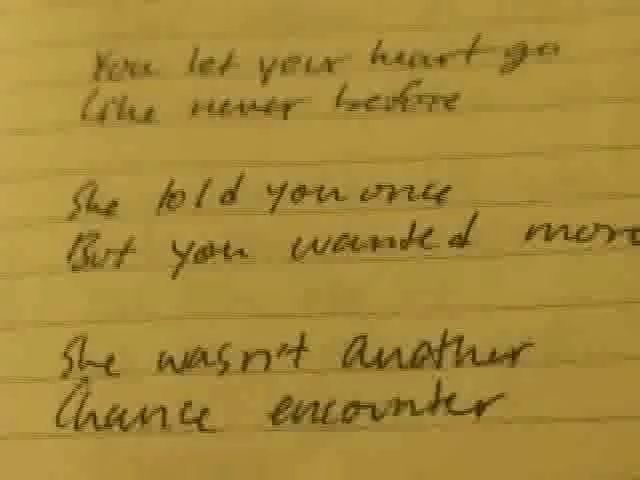 You let your heart go
Like never before
She told you once
But you wanted more
She wasn't another
Chance encounter